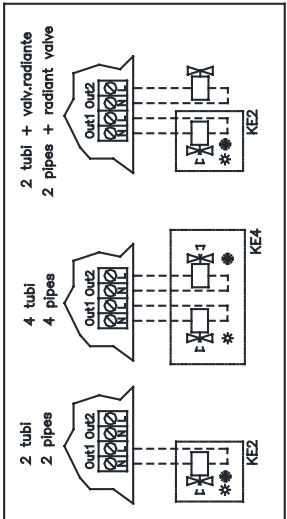 2 tubi
2 pipes
Out1 Out2
N L N L
KE2
4 tubi
4 pipes
Out1 Out2
N L N L
KE4
2 tubi + valv.radiante
2 pipes + radiant valve
Out1 Out2
N L N L
KE2